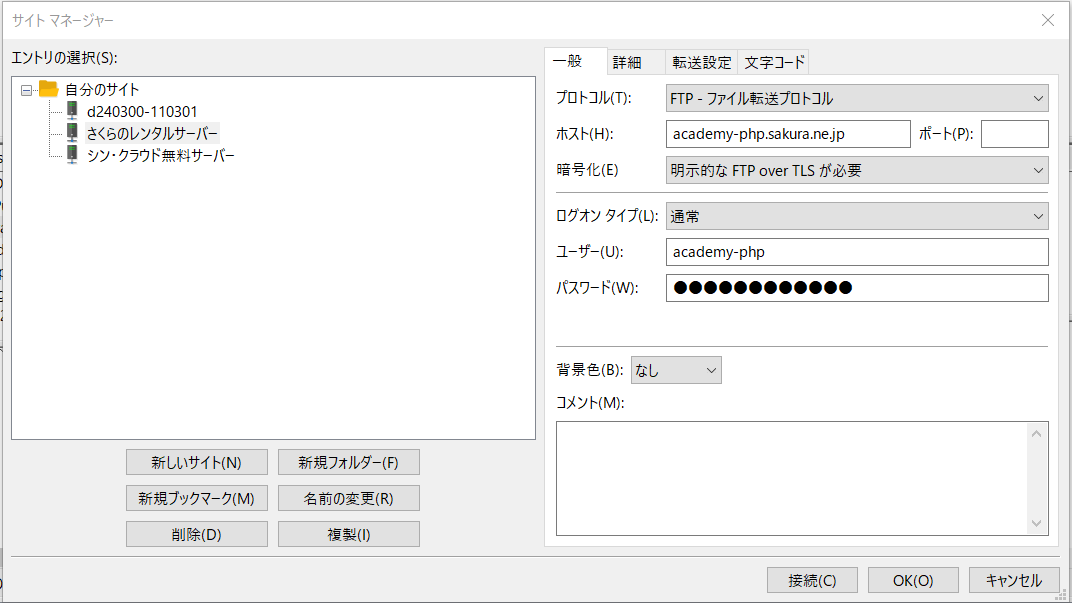 サイト マネージャー
エントリの選択(S):
自分のサイト
d240300-110301
さくらのレンタルサーバー
シン・クラウド無料サーバー
新しいサイト(N)
新規フォルダー(F)
新規ブックマーク(M)
名前の変更(R)
削除(D)
複製(I)
一般 詳細 転送設定 文字コード
プロトコル(T): FTP - ファイル転送プロトコル
ホスト(H): academy-php.sakura.ne.jp ポート(P):
暗号化(E) 明示的な FTP over TLS が必要
ログオン タイプ(L): 通常
ユーザー(U): academy-php
パスワード(W): ●●●●●●●●●●●●
背景色(B): なし
コメント(M):
接続(C) OK(O) キャンセル